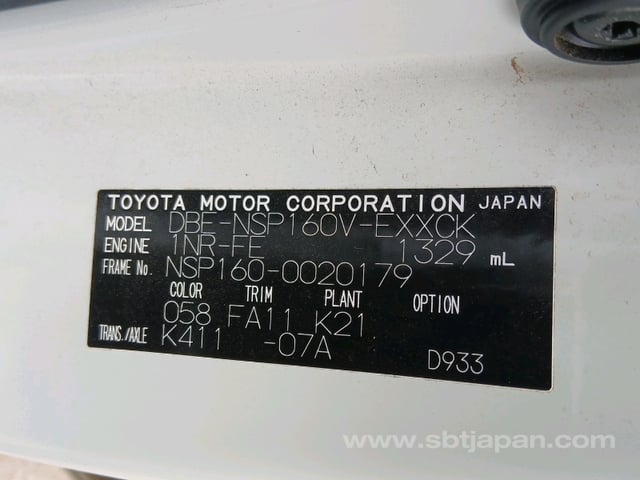 TOYOTA MOTOR CORPORATION JAPAN
MODEL DBE-NSP160V-EXXCK
ENGINE 1NR-FE - 1329 mL
FRAME No. NSP160-0020179
COLOR TRIM PLANT OPTION
058 FA11 K21
TRANS./AXLE K411 -07A
D933
www.sbtjapan.com